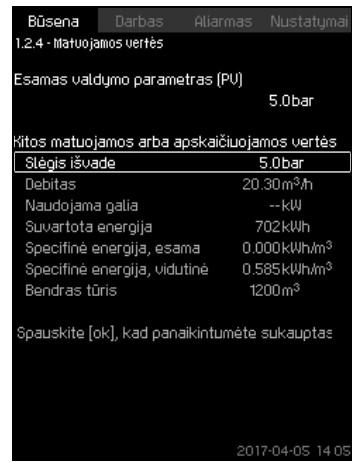 Būsena Darbas Aliarmas Nustatymai
1.2.4 - Matuojamos vertės
Esamas valdymo parametras (PV)
5.0bar
Kitos matuojamos arba apskaičiuojamos vertės
Slėgis išvade 5.0bar
Debitas 20.30m³/h
Naudojama galia --kW
Suvartota energija 702kWh
Specifinė energija, esama 0.000kWh/m³
Specifinė energija, vidutinė 0.585kWh/m³
Bendras tūris 1200m³
Spauskite [ok], kad panaikintumėte sukauptas
2017-04-05 14:05